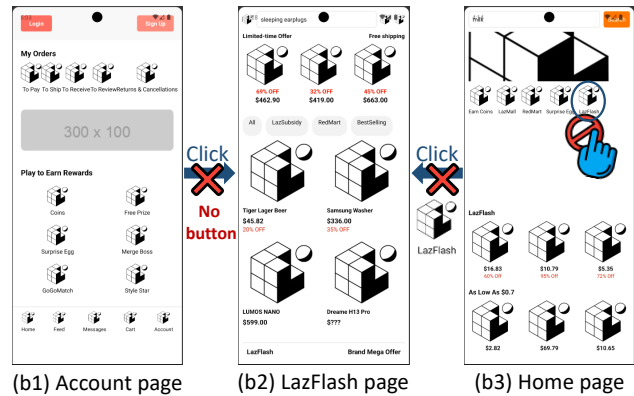 Login
Sign Up
My Orders
To Pay To Ship To Receive To Review Returns & Cancellations
300 x 100
Play to Earn Rewards
Coins
Free Prize
Surprise Egg
Merge Boss
GoGoMatch
Style Star
Home
Feed
Messages
Cart
Account
(b1) Account page
Click
No
button
sleeping earplugs
Limited-time Offer
Free shipping
69% OFF
32% OFF
45% OFF
$462.90
$419.00
$663.00
All
LazSubsidy
RedMart
BestSelling
Tiger Lager Beer
Samsung Washer
$45.82
$336.00
20% OFF
35% OFF
LUMOS NANO
Dreame H13 Pro
$599.00
$???
LazFlash
Brand Mega Offer
(b2) LazFlash page
Click
LazFlash
Earn Coins
LazMall
RedMart
Surprise Egg
LazFlash
LazFlash
$16.83
$10.79
$5.35
60% OFF
95% OFF
72% OFF
As Low As $0.7
$2.82
$69.79
$10.65
(b3) Home page